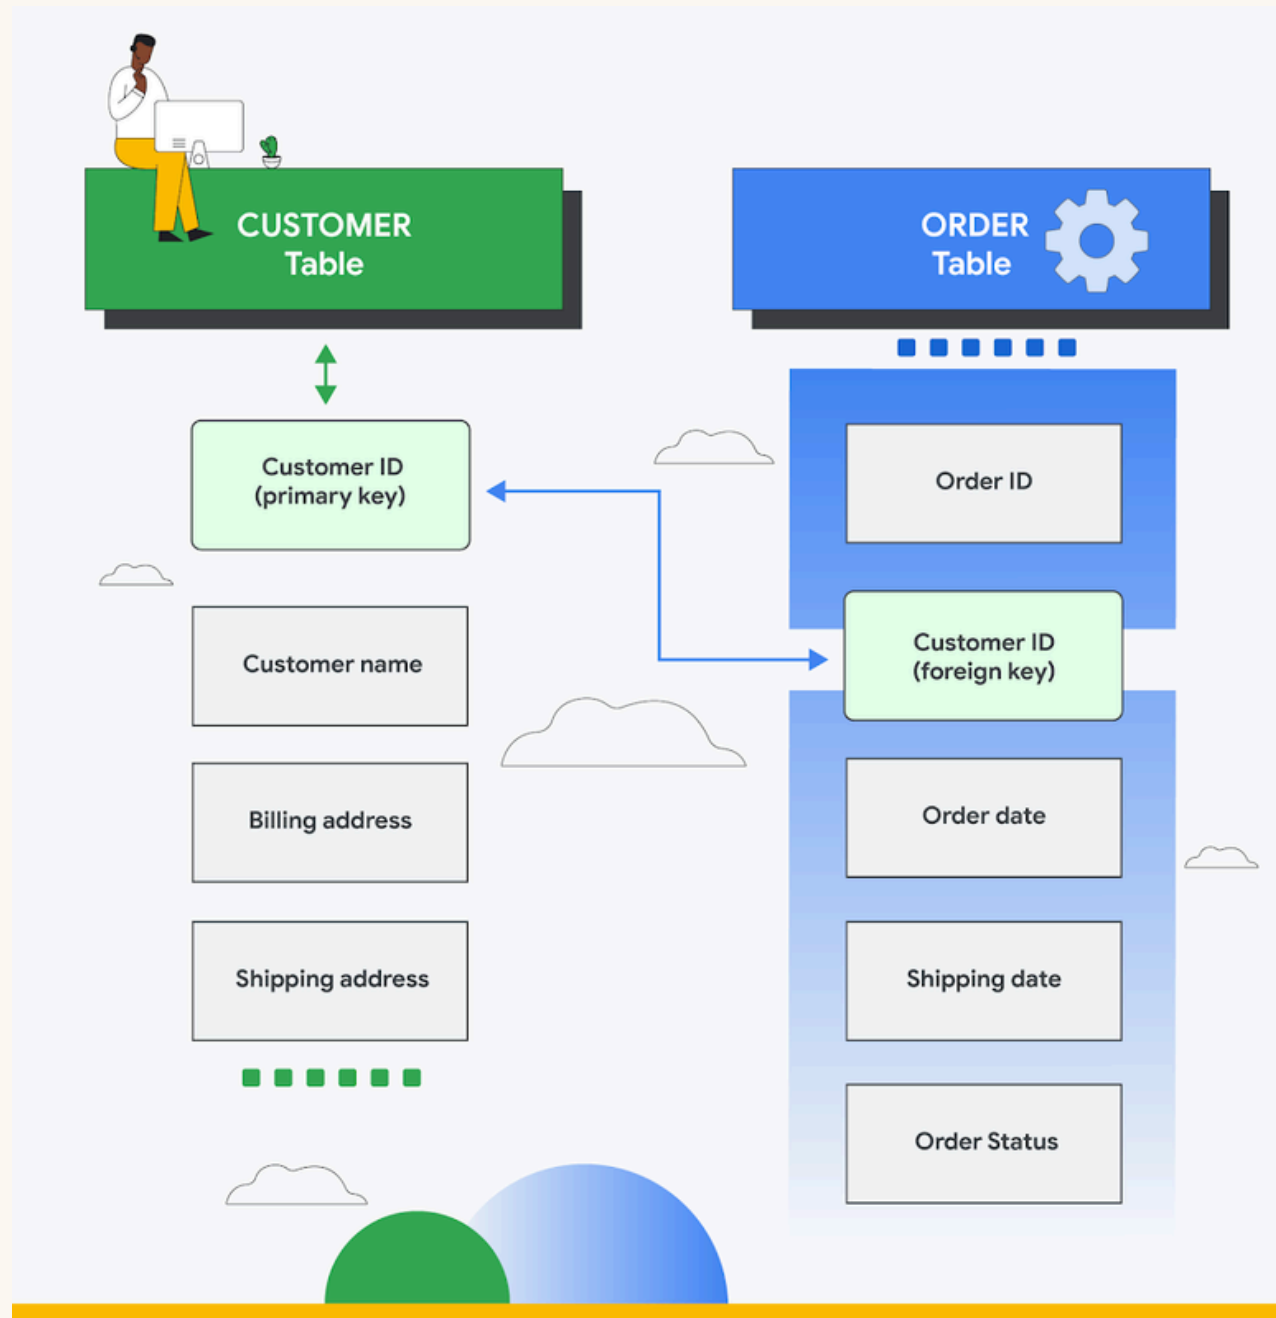 CUSTOMER
Table
Customer ID
(primary key)
Customer name
Billing address
Shipping address
ORDER
Table
Order ID
Customer ID
(foreign key)
Order date
Shipping date
Order Status